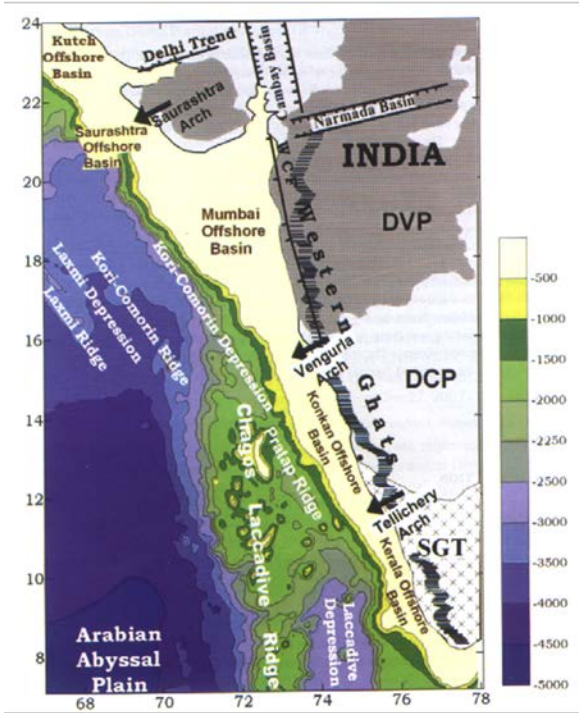 24
22
20
18
16
14
12
10
8
68
70
72
74
76
78
Kutch
Offshore
Basin
Delhi Trend
Cambay Basin
Saurashtra
Arch
Narmada Basin
Saurashtra
Offshore
Basin
INDIA
WCF
Western
Ghats
DVP
Mumbai
Offshore
Basin
Kori-Comorin Depression
Kori-Comorin Ridge
Laxmi Depression
Laxmi Ridge
Vengurla
Arch
DCP
Konkan Offshore
Basin
Pratap Ridge
Chagos
Laccadive
Ridge
Tellichery
Arch
SGT
Kerala Offshore
Basin
Laccadive
Depression
Arabian
Abyssal
Plain
-500
-1000
-1500
-2000
-2250
-2500
-3000
-3500
-4000
-5000